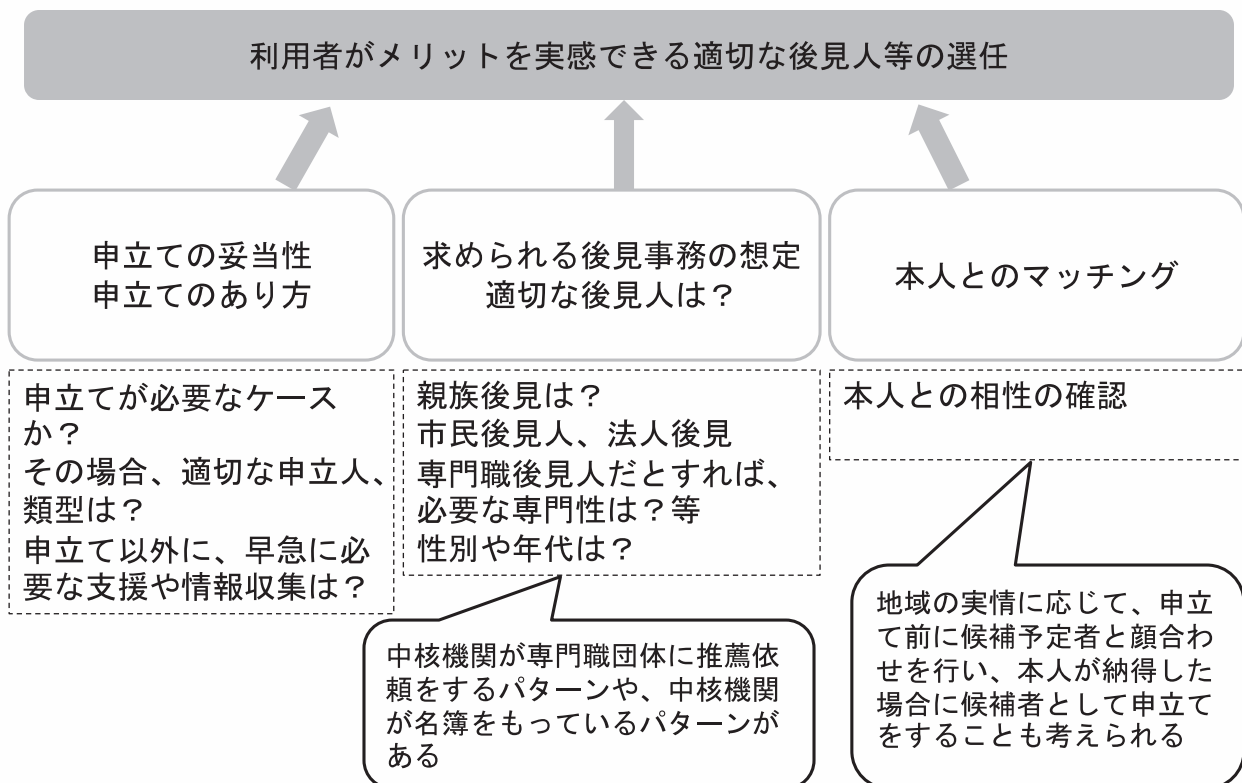 利用者がメリットを実感できる適切な後見人等の選任
申立ての妥当性
申立てのあり方
求められる後見事務の想定
適切な後見人は？
本人とのマッチング
申立てが必要なケース
か？
その場合、適切な申立人、
類型は？
申立て以外に、早急に必
要な支援や情報収集は？
親族後見は？
市民後見人、法人後見
専門職後見人だとすれば、
必要な専門性は？等
性別や年代は？
本人との相性の確認
中核機関が専門職団体に推薦依
頼をするパターンや、中核機関
が名簿をもっているパターンが
ある
地域の実情に応じて、申立
て前に候補予定者と顔合わ
せを行い、本人が納得した
場合に候補者として申立て
をすることも考えられる